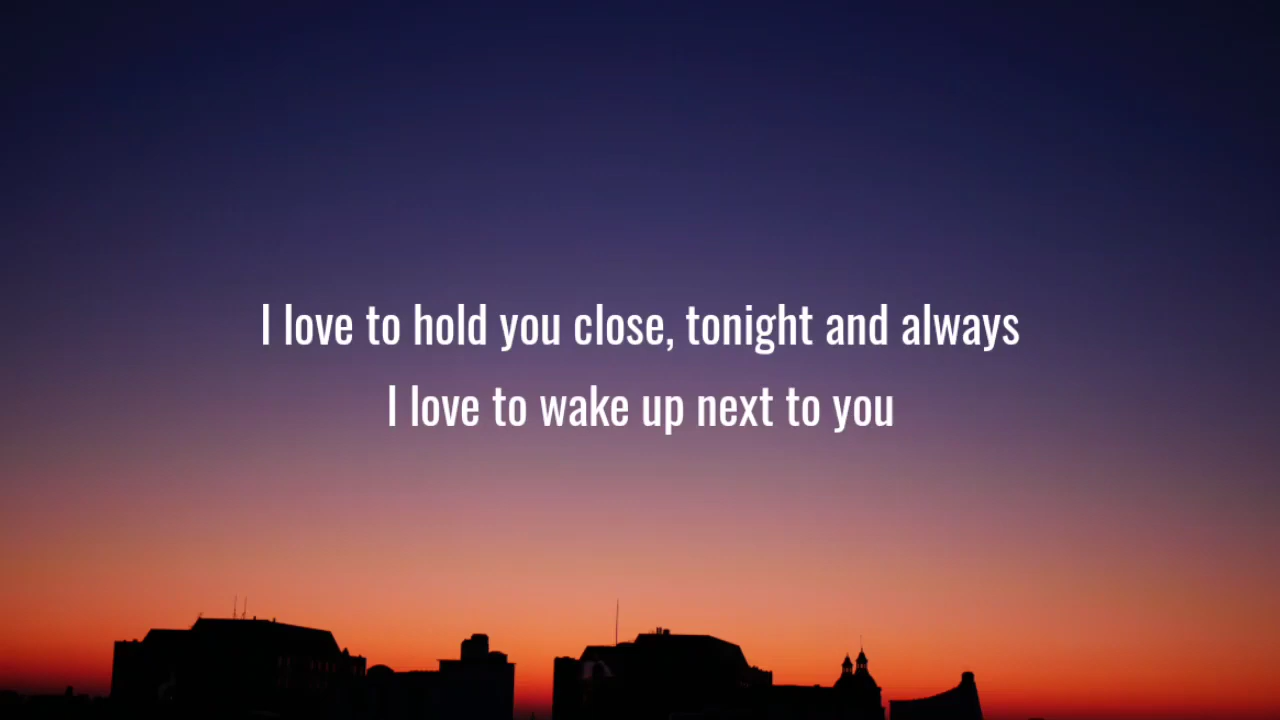 I love to hold you close, tonight and always
I love to wake up next to you